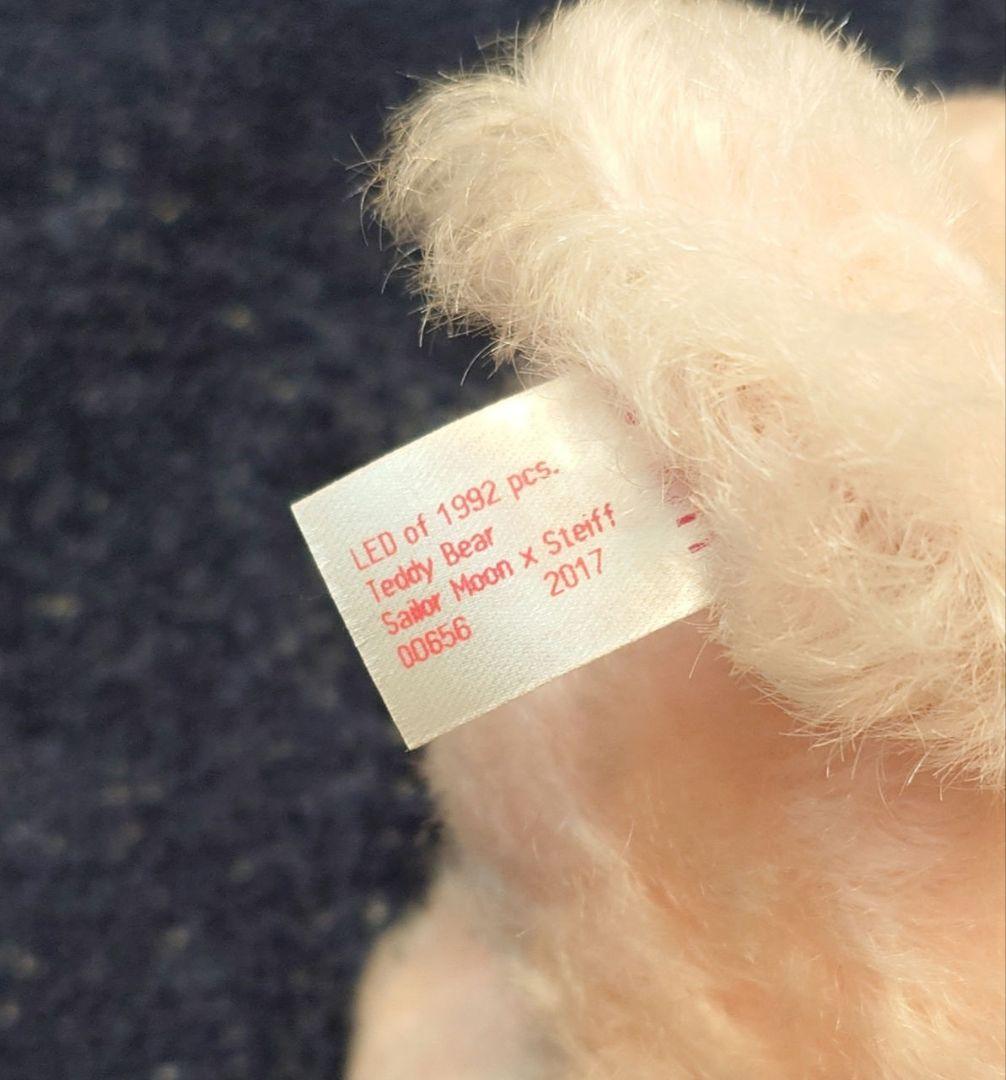 LED of 1992 pcs.
Teddy Bear
Sailor Moon x Steiff
00656 2017